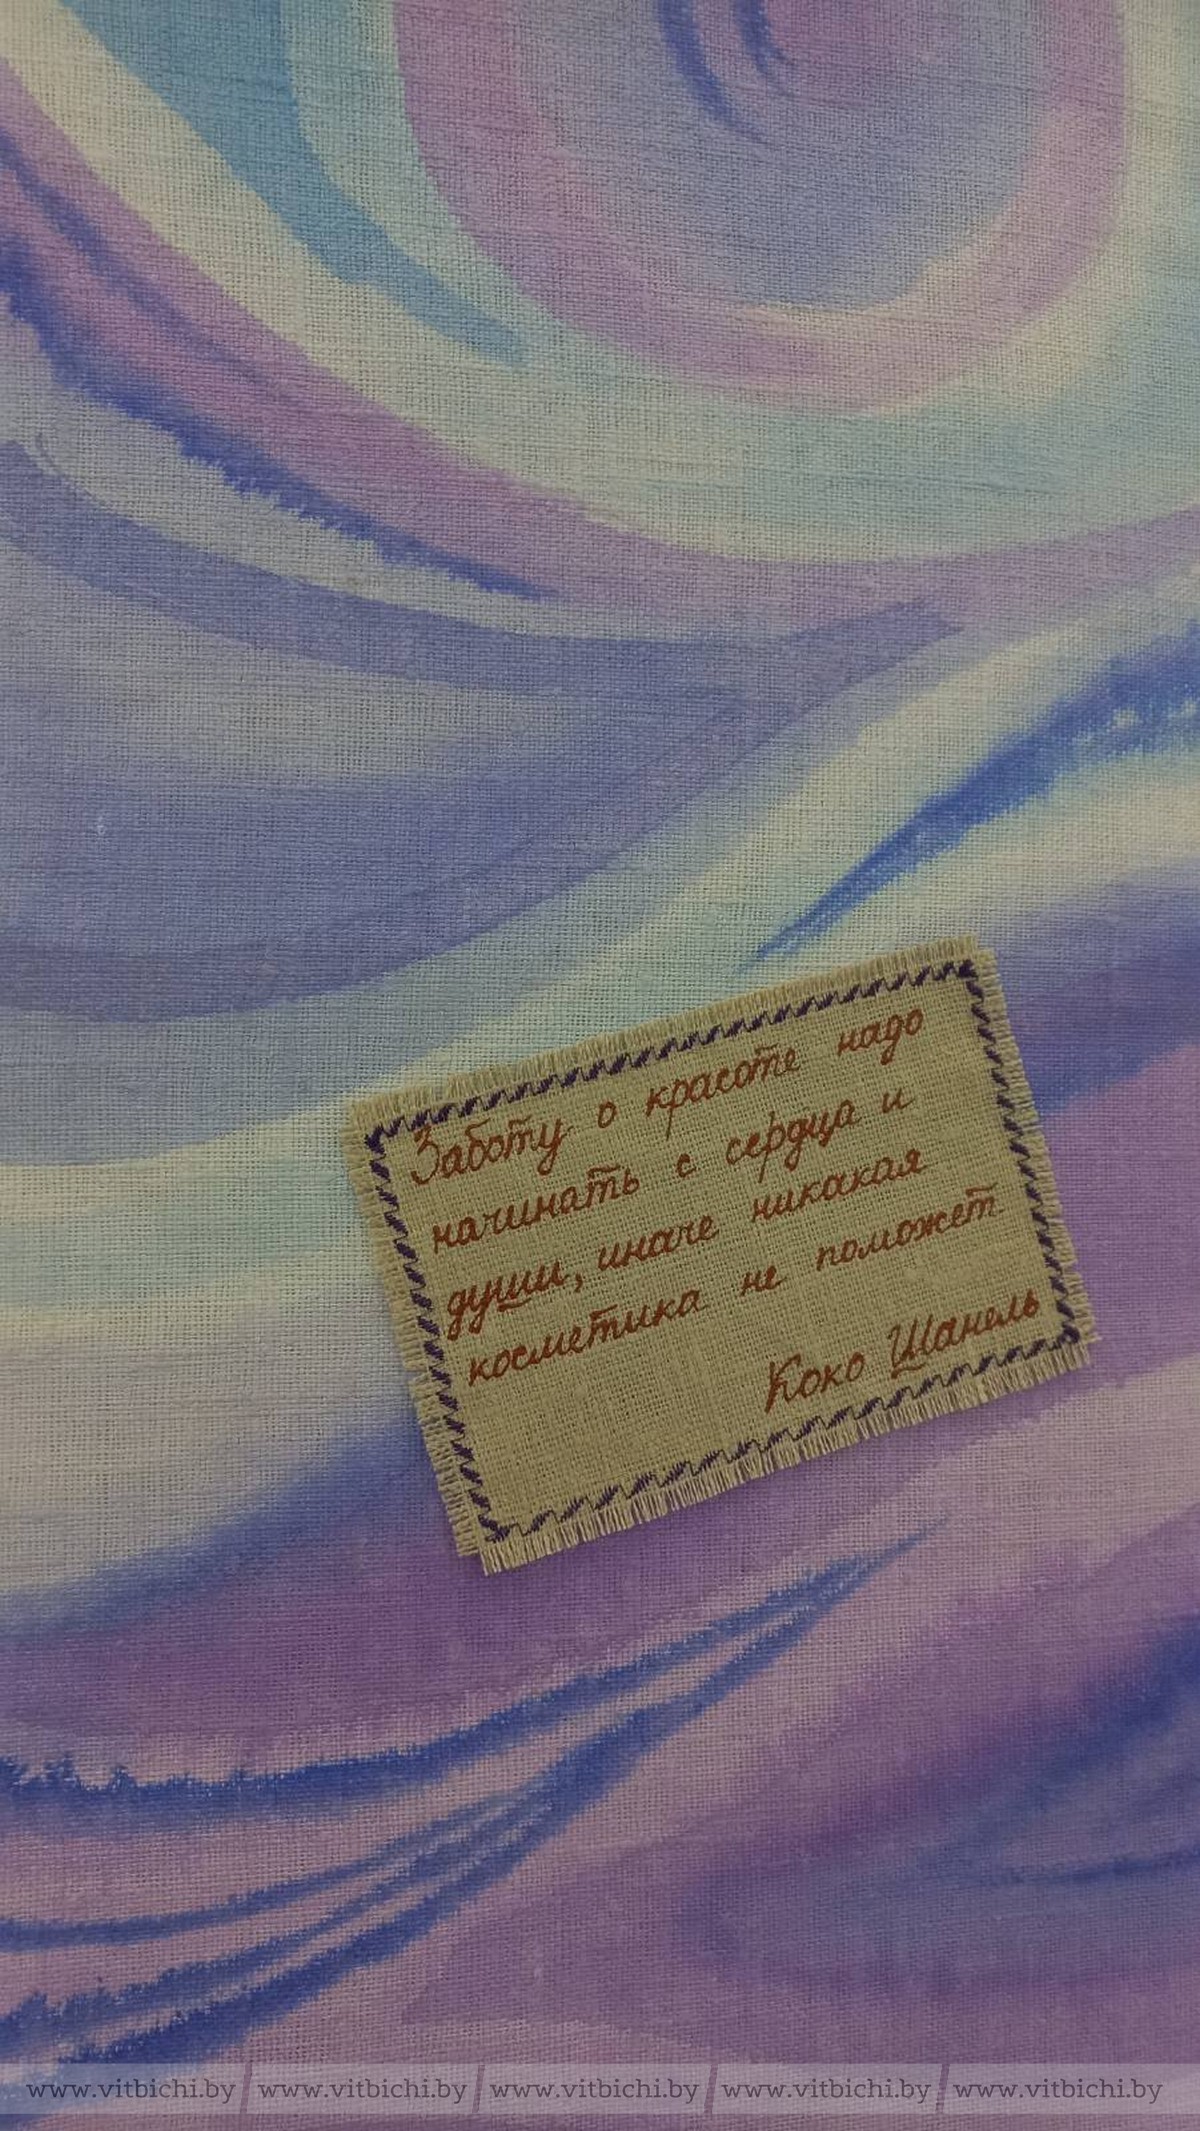 Заботу о красоте надо
начинать с сердца и
души, иначе никакая
косметика не поможет
Коко Шанель
www.vitbichi.by / www.vitbichi.by / www.vitbichi.by / www.vitbichi.by / www.vitbichi.by